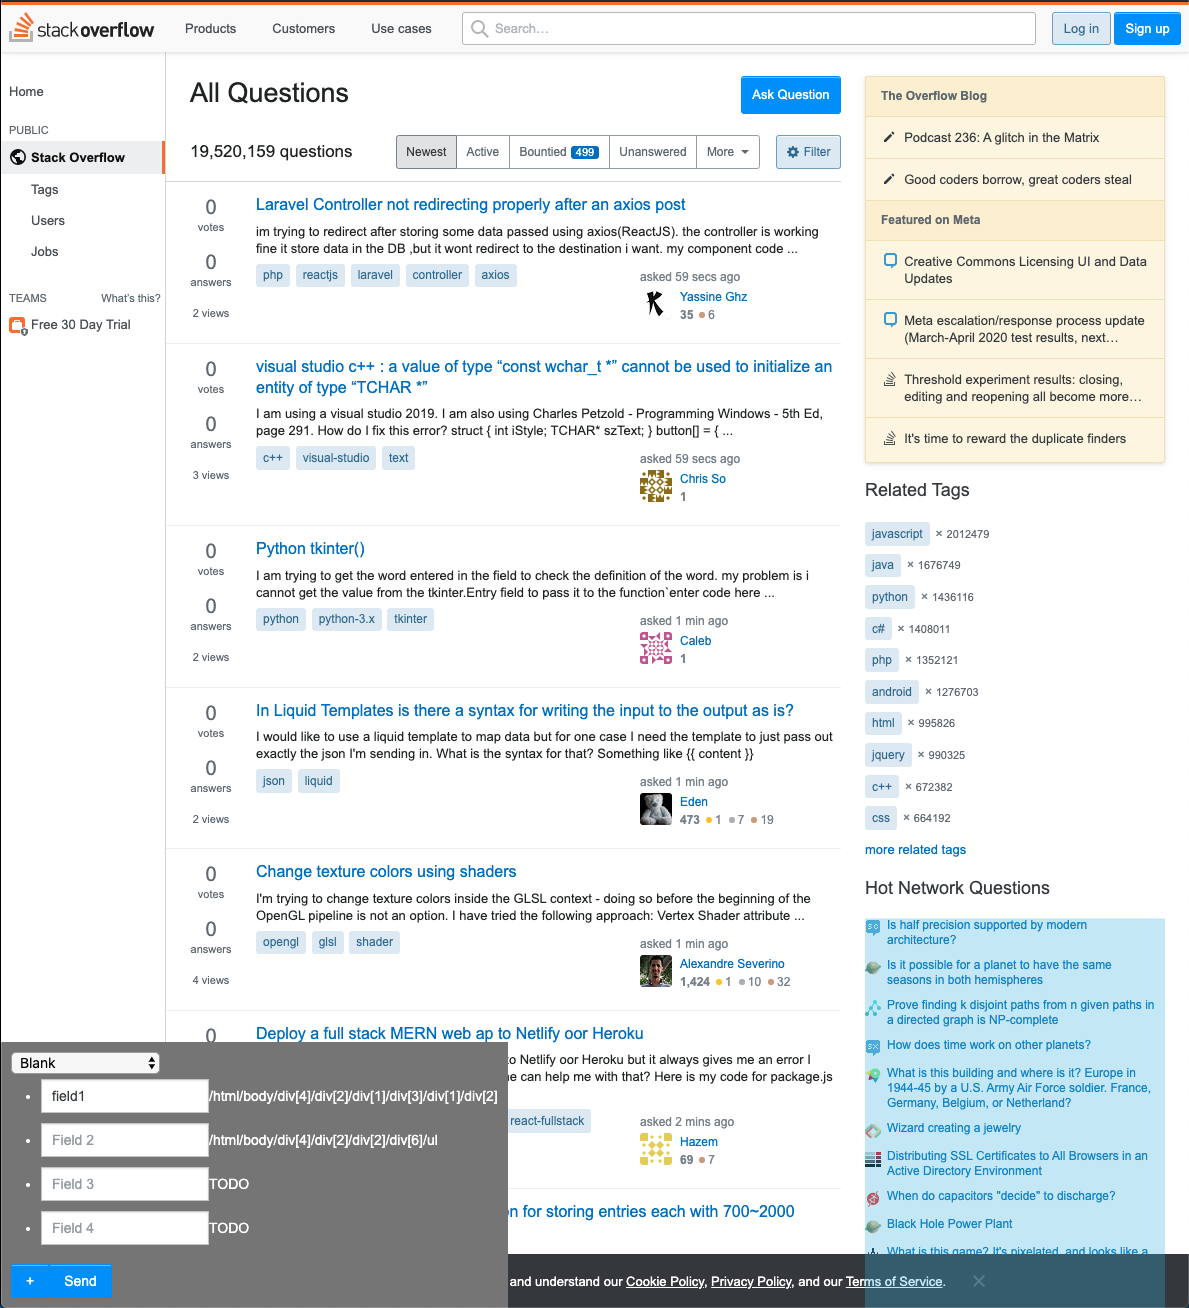 stack overflow
Products
Customers
Use cases
Search…
Log in
Sign up
Home
PUBLIC
Stack Overflow
Tags
Users
Jobs
TEAMS
What's this?
Free 30 Day Trial
All Questions
Ask Question
19,520,159 questions
Newest
Active
Bountied 499
Unanswered
More
Filter
0
votes
0
answers
2 views
Laravel Controller not redirecting properly after an axios post
im trying to redirect after storing some data passed using axios(ReactJS). the controller is working
fine it store data in the DB ,but it wont redirect to the destination i want. my component code ...
php reactjs laravel controller axios
asked 59 secs ago
Yassine Ghz
35 6
0
votes
0
answers
3 views
visual studio c++ : a value of type “const wchar_t *” cannot be used to initialize an
entity of type “TCHAR *”
I am using a visual studio 2019. I am also using Charles Petzold - Programming Windows - 5th Ed,
page 291. How do I fix this error? struct { int iStyle; TCHAR* szText; } button[] = { ...
c++ visual-studio text
asked 59 secs ago
Chris So
1
0
votes
0
answers
2 views
Python tkinter()
I am trying to get the word entered in the field to check the definition of the word. my problem is i
cannot get the value from the tkinter.Entry field to pass it to the function`enter code here ...
python python-3.x tkinter
asked 1 min ago
Caleb
1
0
votes
0
answers
2 views
In Liquid Templates is there a syntax for writing the input to the output as is?
I would like to use a liquid template to map data but for one case I need the template to just pass out
exactly the json I'm sending in. What is the syntax for that? Something like {{ content }}
json liquid
asked 1 min ago
Eden
473 1 7 19
0
votes
0
answers
4 views
Change texture colors using shaders
I'm trying to change texture colors inside the GLSL context - doing so before the beginning of the
OpenGL pipeline is not an option. I have tried the following approach: Vertex Shader attribute ...
opengl glsl shader
asked 1 min ago
Alexandre Severino
1,424 1 10 32
0
Deploy a full stack MERN web ap to Netlify oor Heroku
o Netlify oor Heroku but it always gives me an error I
ne can help me with that? Here is my code for package.js
react-fullstack
asked 2 mins ago
Hazem
69 7
on for storing entries each with 700~2000
The Overflow Blog
Podcast 236: A glitch in the Matrix
Good coders borrow, great coders steal
Featured on Meta
Creative Commons Licensing UI and Data
Updates
Meta escalation/response process update
(March-April 2020 test results, next…
Threshold experiment results: closing,
editing and reopening all become more…
It's time to reward the duplicate finders
Related Tags
javascript × 2012479
java × 1676749
python × 1436116
c# × 1408011
php × 1352121
android × 1276703
html × 995826
jquery × 990325
c++ × 672382
css × 664192
more related tags
Hot Network Questions
Is half precision supported by modern
architecture?
Is it possible for a planet to have the same
seasons in both hemispheres
Prove finding k disjoint paths from n given paths in
a directed graph is NP-complete
How does time work on other planets?
What is this building and where is it? Europe in
1944-45 by a U.S. Army Air Force soldier. France,
Germany, Belgium, or Netherland?
Wizard creating a jewelry
Distributing SSL Certificates to All Browsers in an
Active Directory Environment
When do capacitors "decide" to discharge?
Black Hole Power Plant
What is this game? It's pixelated, and looks like a
Blank
field1 /html/body/div[4]/div[2]/div[1]/div[3]/div[1]/div[2]
Field 2 /html/body/div[4]/div[2]/div[2]/div[6]/ul
Field 3 TODO
Field 4 TODO
+ Send
and understand our Cookie Policy, Privacy Policy, and our Terms of Service.